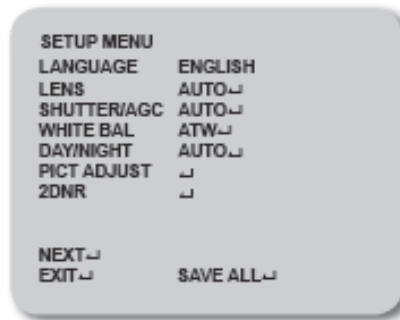 SETUP MENU
LANGUAGE ENGLISH
LENS AUTO↵
SHUTTER/AGC AUTO↵
WHITE BAL ATW↵
DAY/NIGHT AUTO↵
PICT ADJUST ↵
2DNR ↵
NEXT↵
EXIT↵ SAVE ALL↵